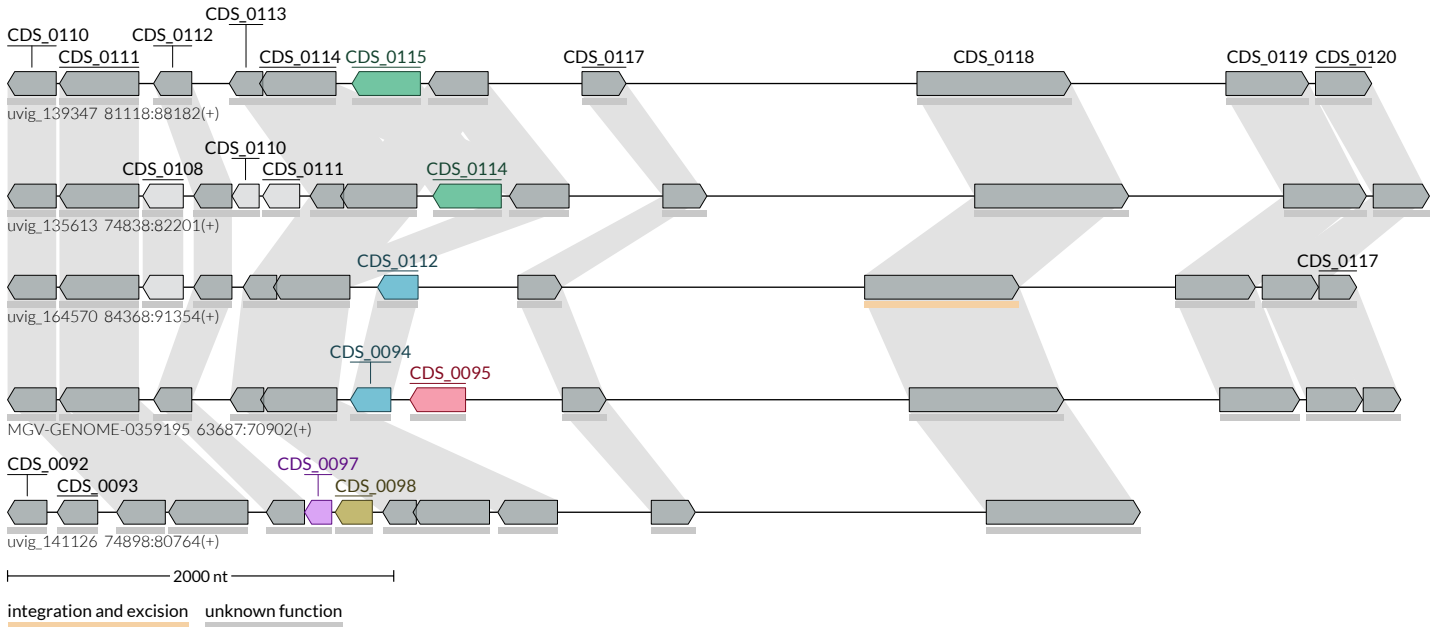 CDS_0113
CDS_0110 CDS_0112
CDS_0111 CDS_0114 CDS_0115 CDS_0117 CDS_0118 CDS_0119 CDS_0120
uvig_139347 81118:88182(+)
CDS_0110
CDS_0108 CDS_0111 CDS_0114
uvig_135613 74838:82201(+)
CDS_0112 CDS_0117
uvig_164570 84368:91354(+)
CDS_0094
CDS_0095
MGV-GENOME-0359195 63687:70902(+)
CDS_0092 CDS_0097
CDS_0093 CDS_0098
uvig_141126 74898:80764(+)
2000 nt
integration and excision unknown function